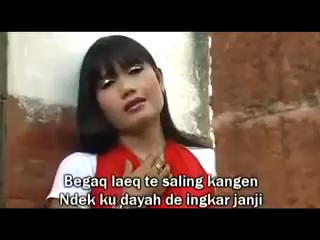 Begaq laeq te saling kangen
Ndek ku dayah de ingkar janji